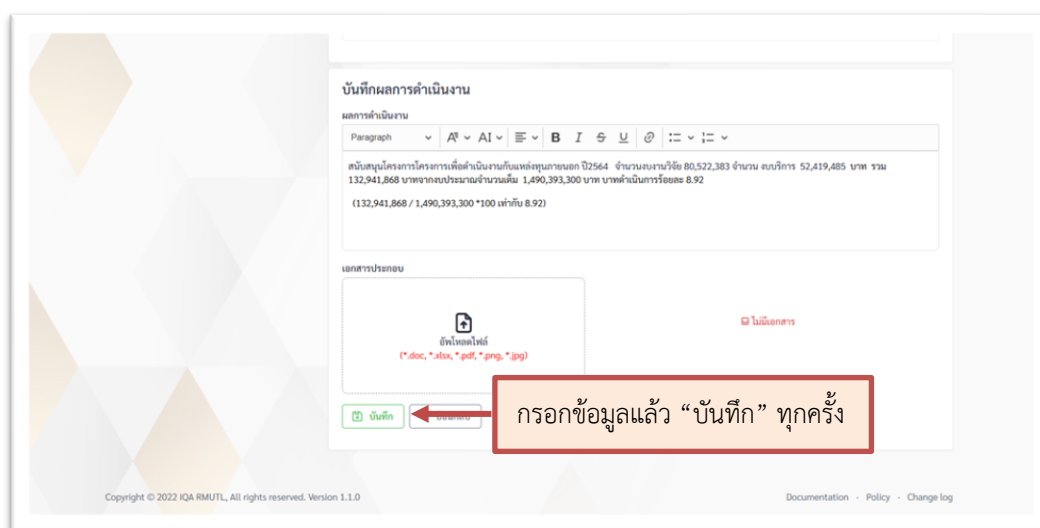 บันทึกผลการดำเนินงาน
ผลการดำเนินงาน
Paragraph
สนับสนุนโครงการโครงการเพื่อดำเนินงานกับแหล่งทุนภายนอก ปี2564 จำนวนงบงานวิจัย 80,522,383 จำนวน งบบริการ 52,419,485 บาท รวม
132,941,868 บาทจากงบประมาณจำนวนเต็ม 1,490,393,300 บาท บาทดำเนินการร้อยละ 8.92
(132,941,868 / 1,490,393,300 *100 เท่ากับ 8.92)
เอกสารประกอบ
อัพโหลดไฟล์
(*.doc, *.xlsx, *.pdf, *.png, *.jpg)
ไม่มีเอกสาร
บันทึก
กรอกข้อมูลแล้ว “บันทึก” ทุกครั้ง
Copyright © 2022 IQA RMUTL, All rights reserved. Version 1.1.0
Documentation - Policy - Change log